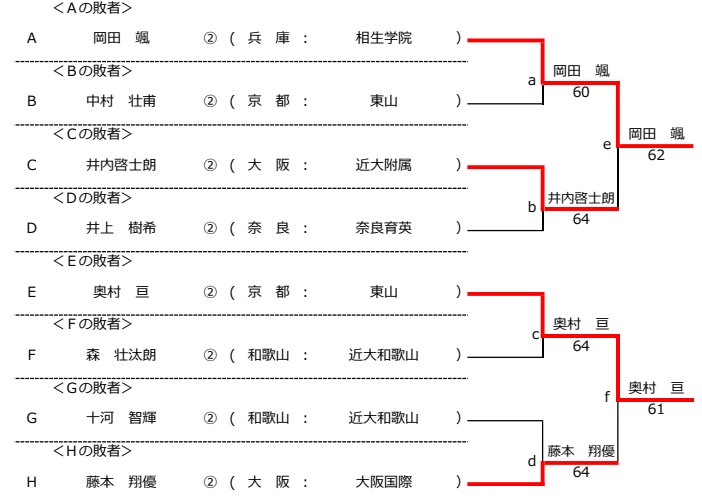 ＜Aの敗者＞
A 岡田 颯 ② ( 兵 庫 : 相生学院 )
＜Bの敗者＞
a 岡田 颯
60
B 中村 壮甫 ② ( 京 都 : 東山 )
＜Cの敗者＞
岡田 颯
e
62
C 井内啓士朗 ② ( 大 阪 : 近大附属 )
＜Dの敗者＞
b 井内啓士朗
64
D 井上 樹希 ② ( 奈 良 : 奈良育英 )
＜Eの敗者＞
E 奥村 亘 ② ( 京 都 : 東山 )
＜Fの敗者＞
c 奥村 亘
64
F 森 壮汰朗 ② ( 和歌山 : 近大和歌山 )
＜Gの敗者＞
奥村 亘
f
61
G 十河 智輝 ② ( 和歌山 : 近大和歌山 )
＜Hの敗者＞
d 藤本 翔優
64
H 藤本 翔優 ② ( 大 阪 : 大阪国際 )